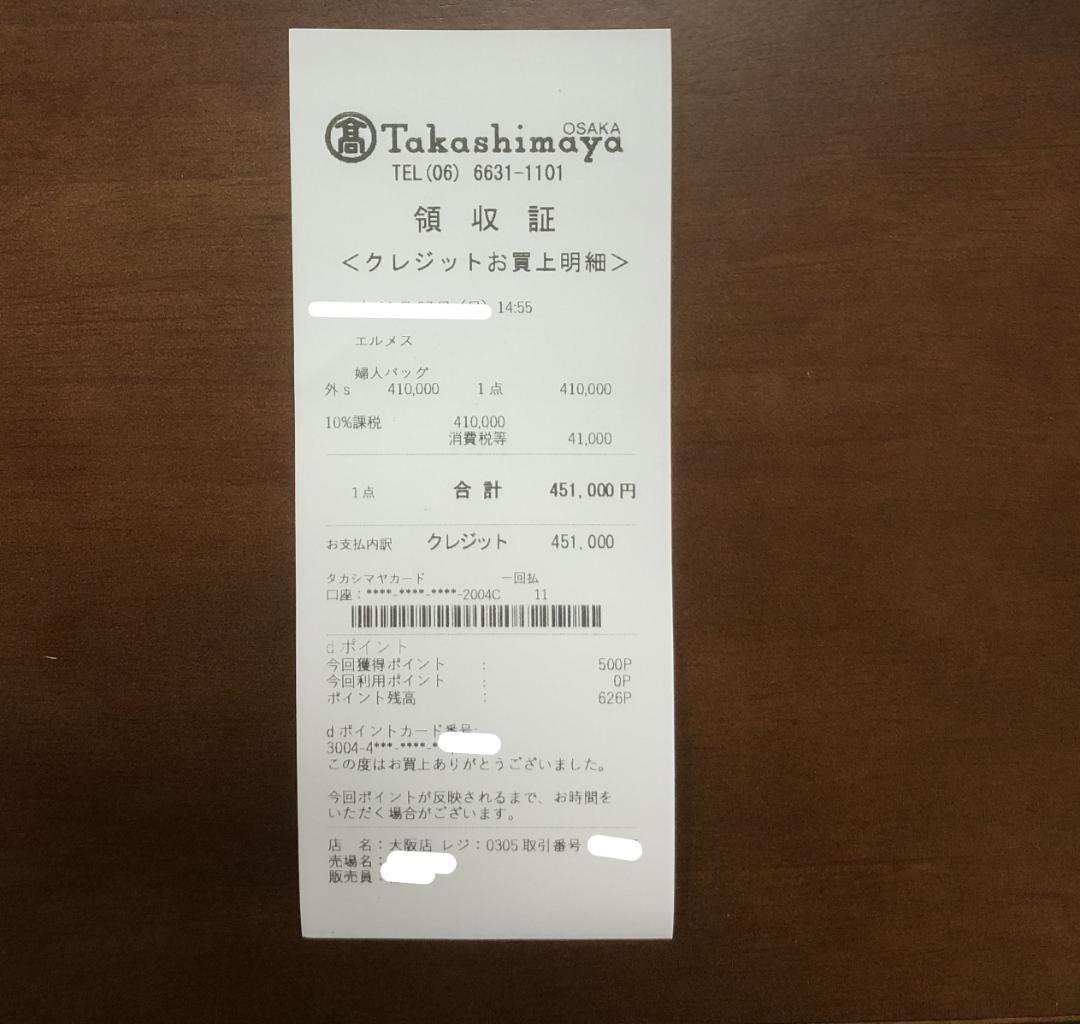 髙 Takashimaya OSAKA
TEL(06) 6631-1101
領収証
<クレジットお買上明細>
14:55
エルメス
婦人バッグ
外s 410,000 1点 410,000
10%課税 410,000
消費税等 41,000
1点 合計 451,000円
お支払内訳 クレジット 451,000
タカシマヤカード 一回払
口座:****-****-****-2004C 11
dポイント
今回獲得ポイント : 500P
今回利用ポイント : 0P
ポイント残高 : 626P
dポイントカード番号:
3004-4***-****-*
この度はお買上ありがとうございました。
今回ポイントが反映されるまで、お時間を
いただく場合がございます。
店 名:大阪店 レジ:0305 取引番号
売場名:
販売員: